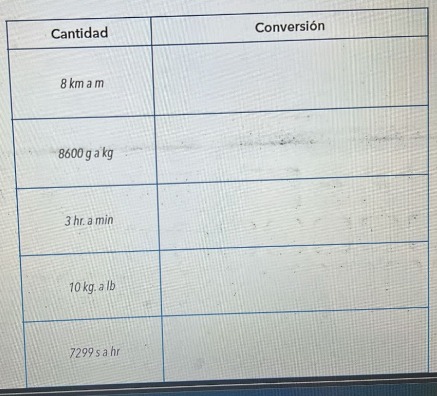 Cantidad
Conversión
8 km a m
8600 g a kg
3 hr. a min
10 kg. a lb
7299 s a hr